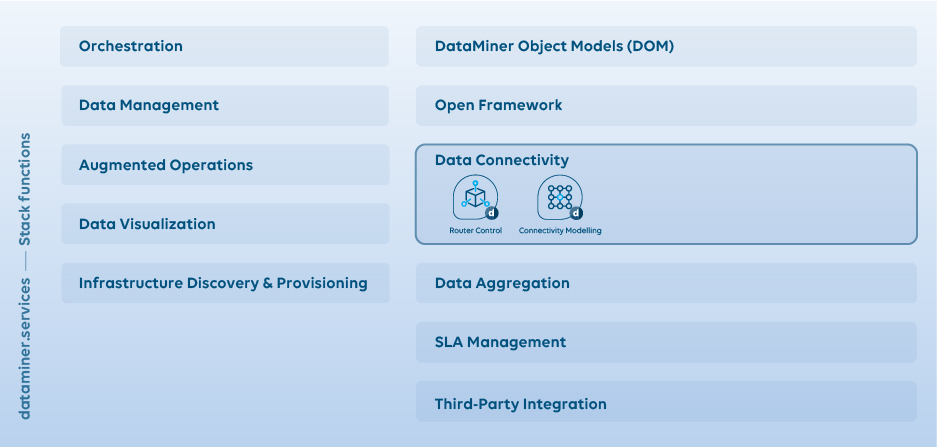 dataminer.services — Stack functions
Orchestration
Data Management
Augmented Operations
Data Visualization
Infrastructure Discovery & Provisioning
DataMiner Object Models (DOM)
Open Framework
Data Connectivity
d
d
Router Control
Connectivity Modelling
Data Aggregation
SLA Management
Third-Party Integration